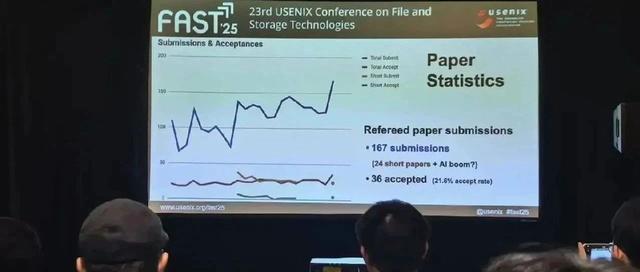 FAST'25
23rd USENIX Conference on File and
Storage Technologies
usenix
Submissions & Acceptances
200
150
100
50
0
Total Submit
Total Accept
Short Submit
Short Accept
Paper
Statistics
Refereed paper submissions
• 167 submissions
(24 short papers + AI boom?)
• 36 accepted (21.6% accept rate)
www.usenix.org/fast25
@usenix #fast25